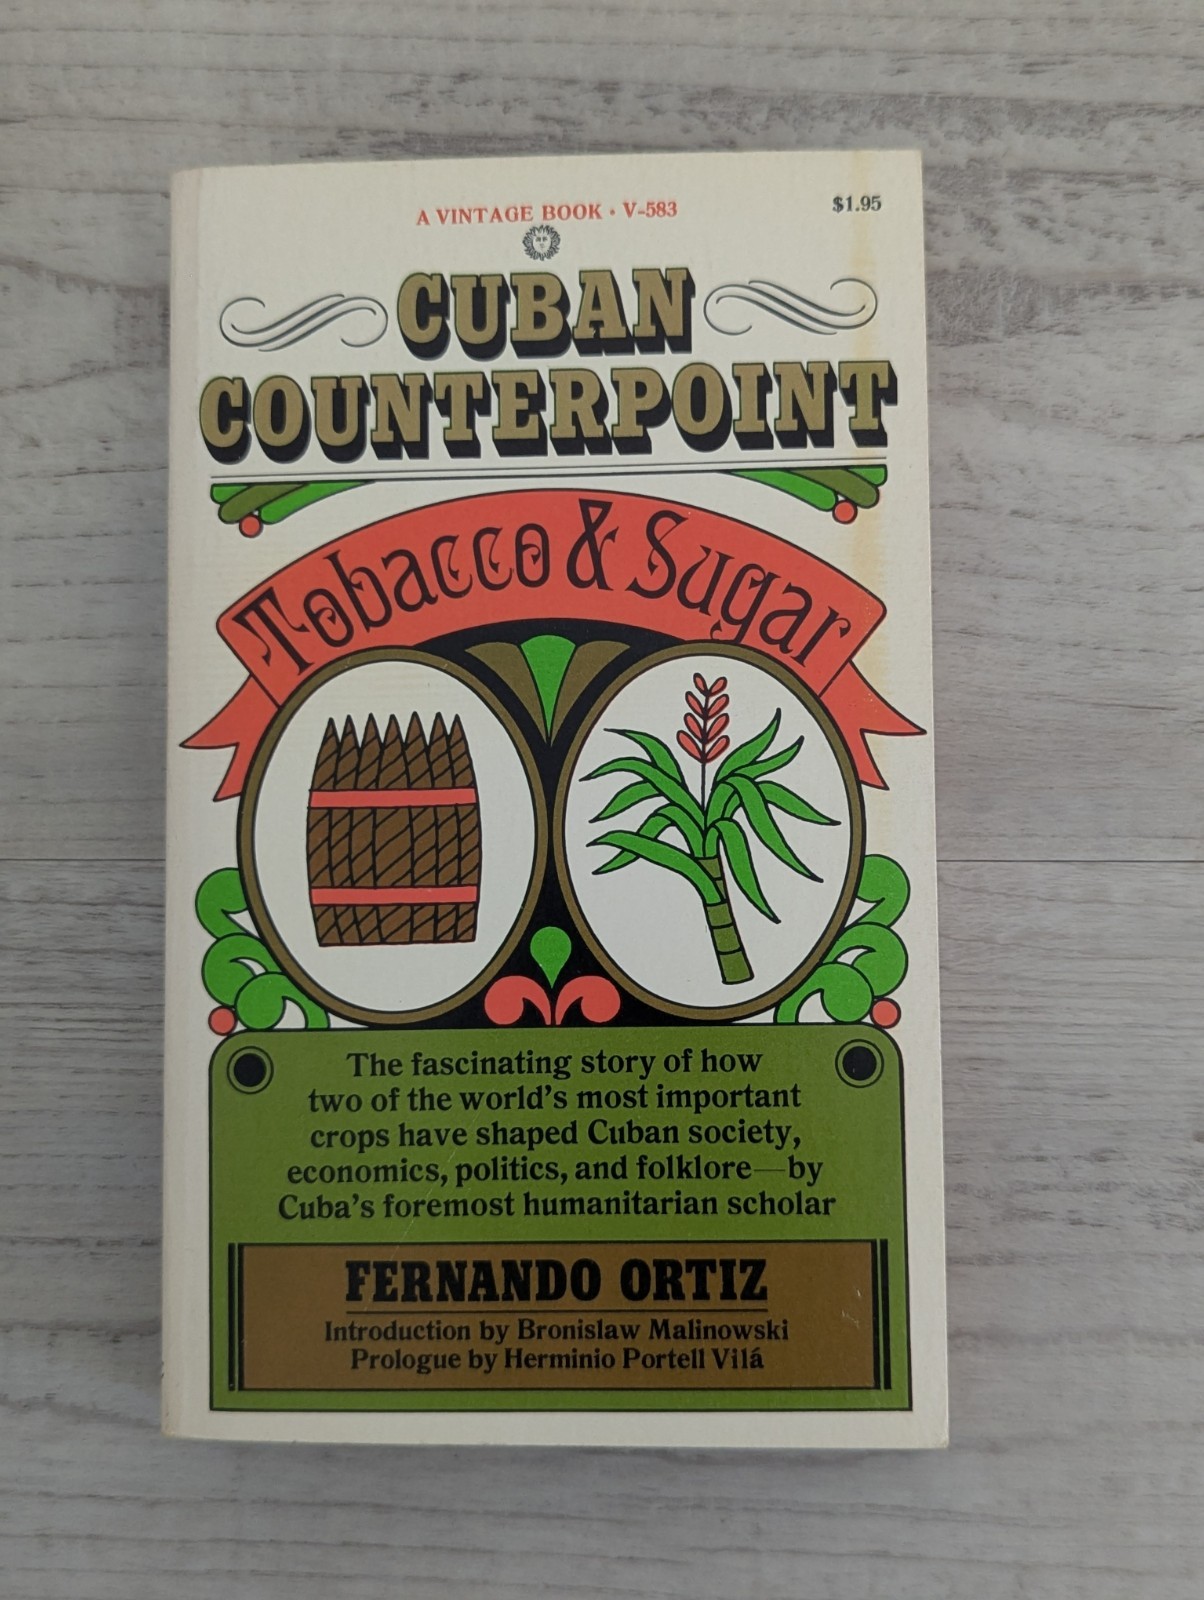 A VINTAGE BOOK • V-583
$1.95
CUBAN
COUNTERPOINT
Tobacco & Sugar
The fascinating story of how
two of the world's most important
crops have shaped Cuban society,
economics, politics, and folklore—by
Cuba's foremost humanitarian scholar
FERNANDO ORTIZ
Introduction by Bronislaw Malinowski
Prologue by Herminio Portell Vilá